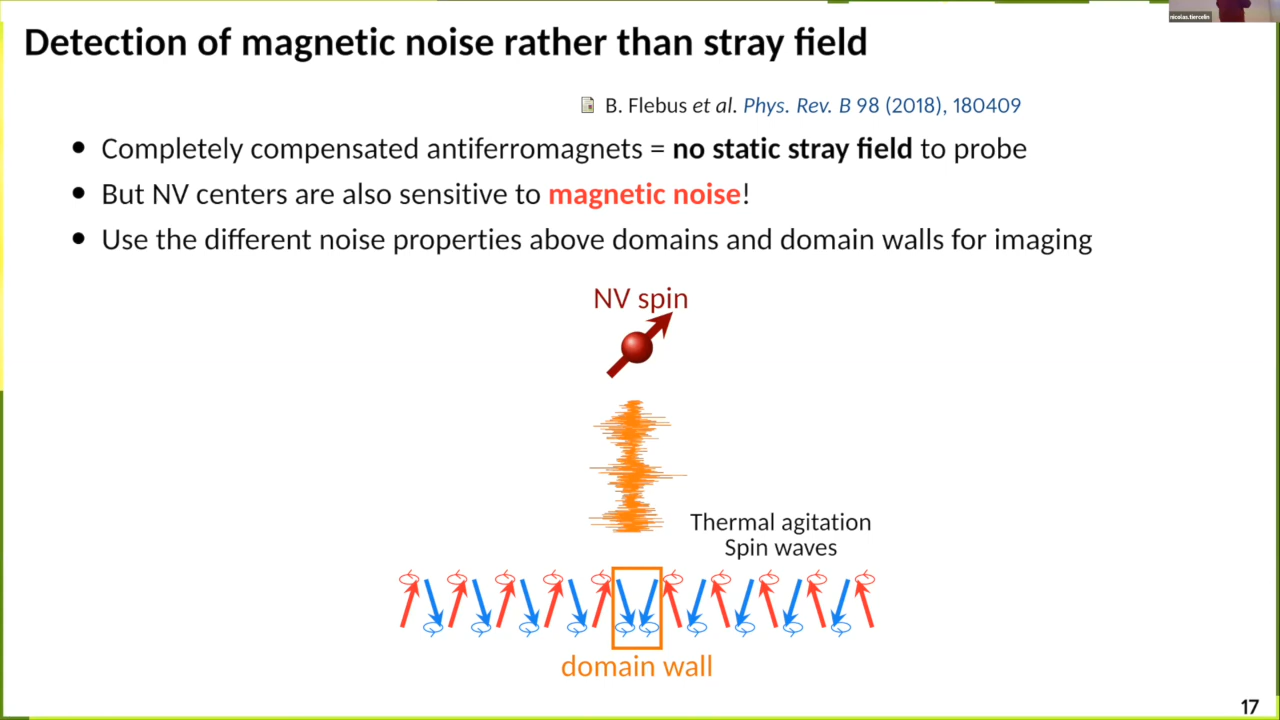 nicolas.tiercelin
Detection of magnetic noise rather than stray field
B. Flebus et al. Phys. Rev. B 98 (2018), 180409
• Completely compensated antiferromagnets = no static stray field to probe
• But NV centers are also sensitive to magnetic noise!
• Use the different noise properties above domains and domain walls for imaging
NV spin
Thermal agitation
Spin waves
domain wall
17